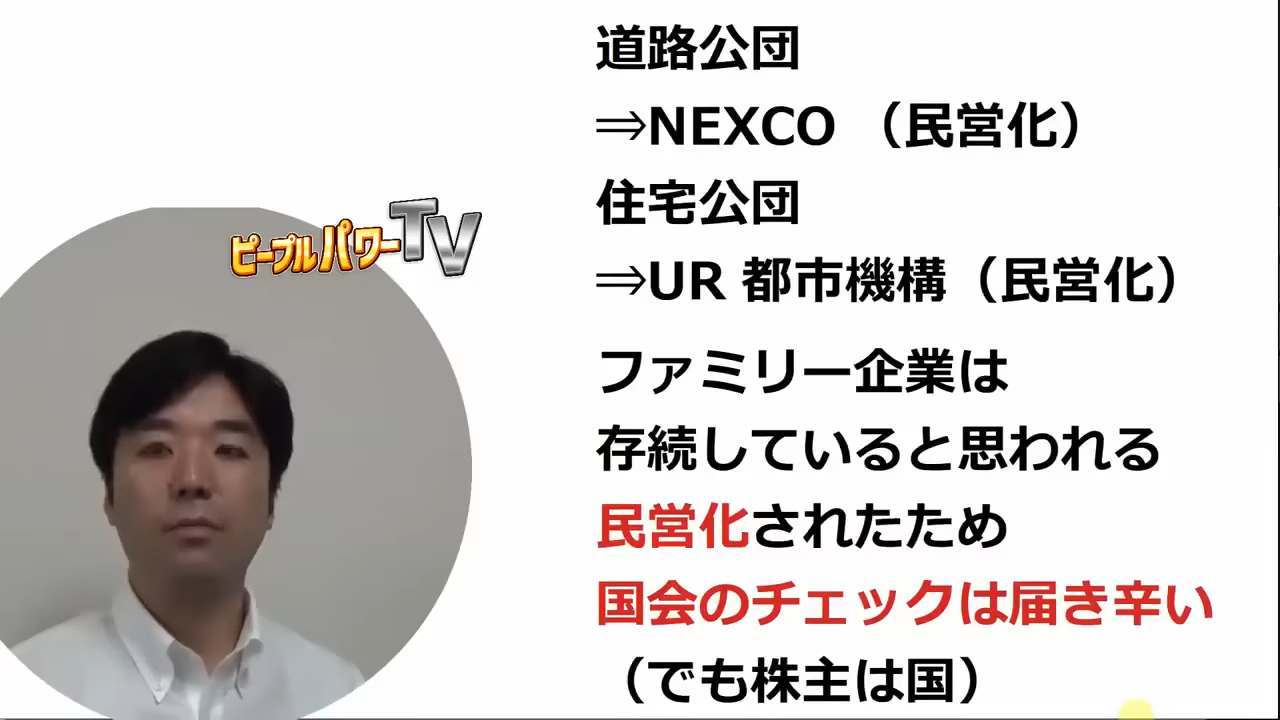 ピープルパワーTV
道路公団
⇒NEXCO （民営化）
住宅公団
⇒UR 都市機構（民営化）
ファミリー企業は
存続していると思われる
民営化されたため
国会のチェックは届き辛い
（でも株主は国）